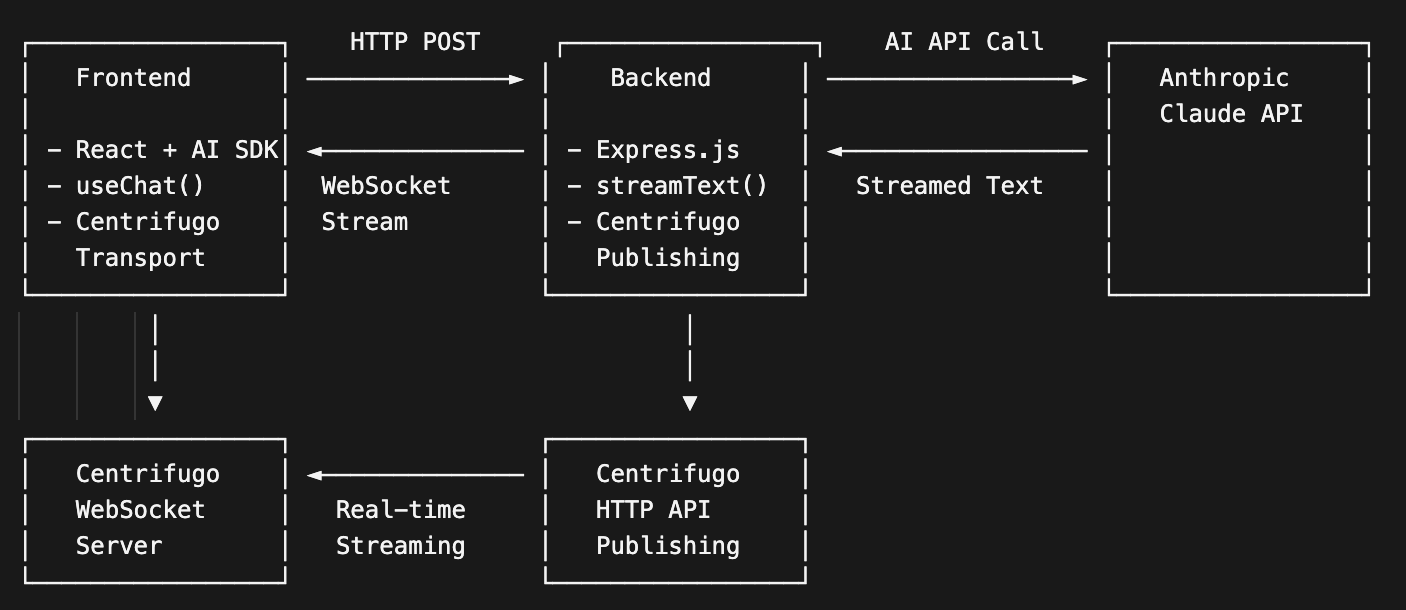 HTTP POST
AI API Call
Frontend
Backend
Anthropic
Claude API
- React + AI SDK
- useChat()
- Centrifugo
Transport
WebSocket
Stream
- Express.js
- streamText()
- Centrifugo
Publishing
Streamed Text
Centrifugo
WebSocket
Server
Real-time
Streaming
Centrifugo
HTTP API
Publishing